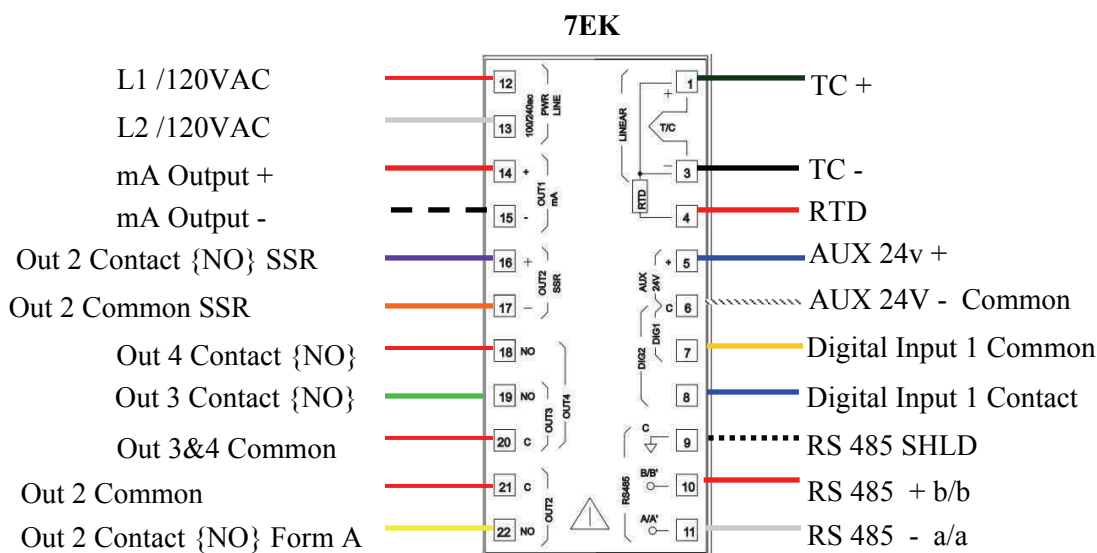 7EK
L1 /120VAC
L2 /120VAC
mA Output +
mA Output -
Out 2 Contact {NO} SSR
Out 2 Common SSR
Out 4 Contact {NO}
Out 3 Contact {NO}
Out 3&4 Common
Out 2 Common
Out 2 Contact {NO} Form A
12
13
100/240ac
PWR
LINE
14 +
15 -
OUT1
mA
16 +
17 −
OUT2
SSR
18 NO
19 NO
20 C
OUT3
OUT4
21 C
22 NO
OUT2
LINEAR
+ 1
T/C
− 3
RTD
4
+ 5
AUX
24V
C 6
DIG1
7
DIG2
8
C
9
RS485
B/B'
10
A/A'
11
TC +
TC -
RTD
AUX 24v +
AUX 24V - Common
Digital Input 1 Common
Digital Input 1 Contact
RS 485 SHLD
RS 485 + b/b
RS 485 - a/a